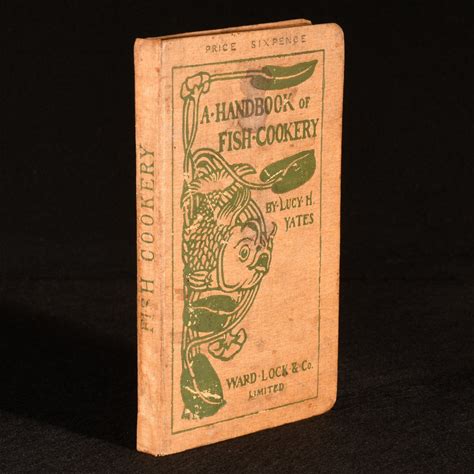 PRICE SIXPENCE
A·HANDBOOK OF
FISH·COOKERY
BY·LUCY·H.
YATES
WARD·LOCK & Co.
LIMITED
FISH COOKERY